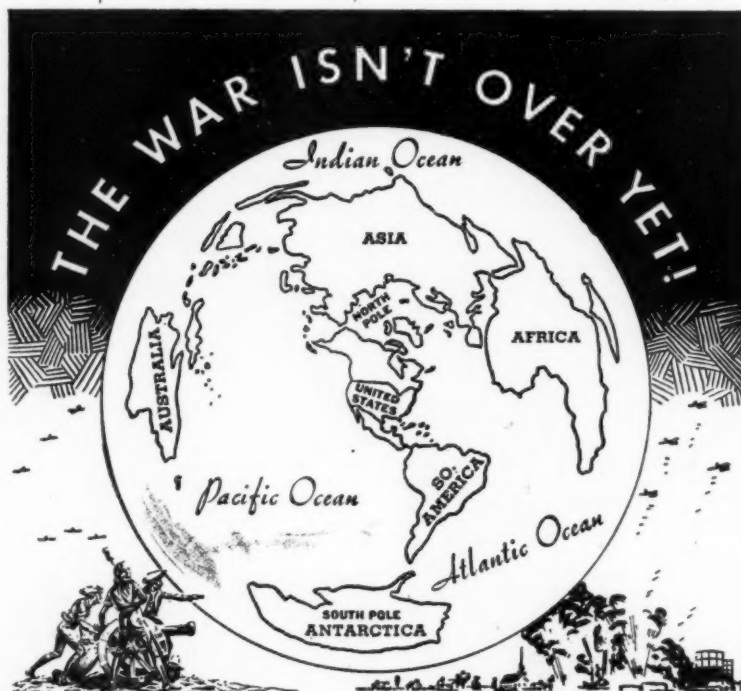 THE WAR ISN'T OVER YET!
Indian Ocean
ASIA
NORTH
POLE
AFRICA
AUSTRALIA
UNITED
STATES
Pacific Ocean
SO.
AMERICA
Atlantic Ocean
SOUTH POLE
ANTARCTICA